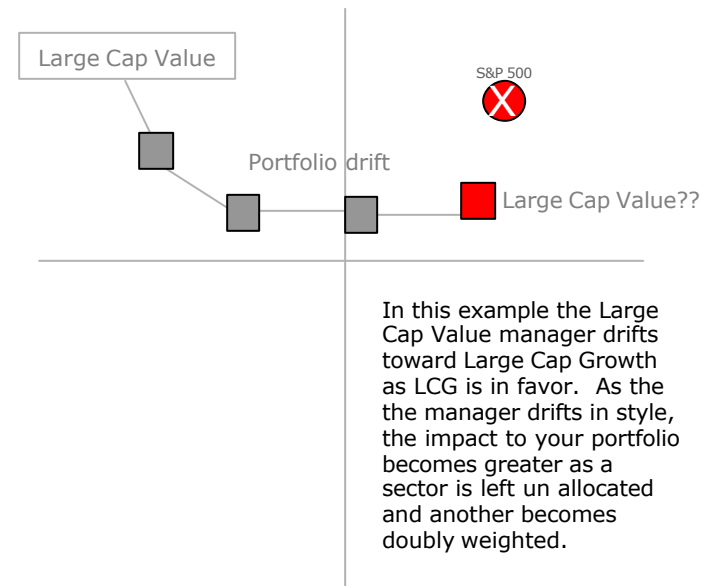 Large Cap Value
S&P 500
X
Portfolio drift
Large Cap Value??
In this example the Large
Cap Value manager drifts
toward Large Cap Growth
as LCG is in favor.  As the
the manager drifts in style,
the impact to your portfolio
becomes greater as a
sector is left un allocated
and another becomes
doubly weighted.